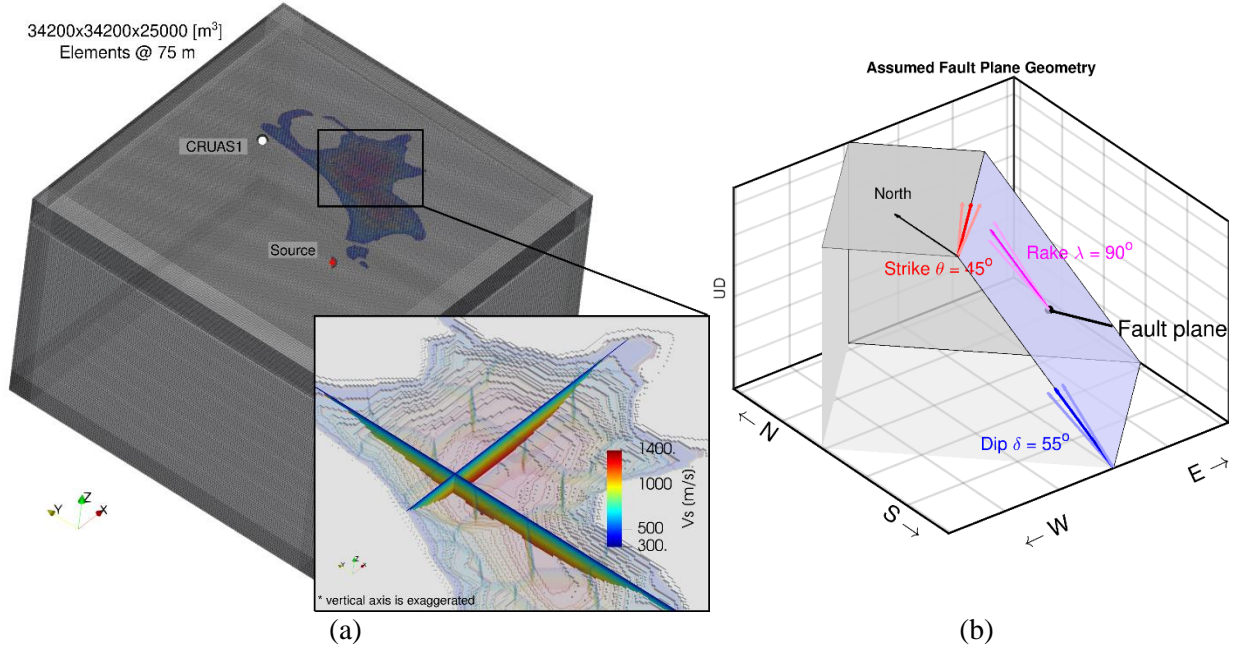 34200x34200x25000 [m³]
Elements @ 75 m
CRUAS1
Source
Y
Z
X
1400.
1000
500
300.
Vs (m/s)
* vertical axis is exaggerated
(a)
Assumed Fault Plane Geometry
North
Strike θ = 45°
Rake λ = 90°
Fault plane
Dip δ = 55°
UD
← N
S →
← W
E →
(b)